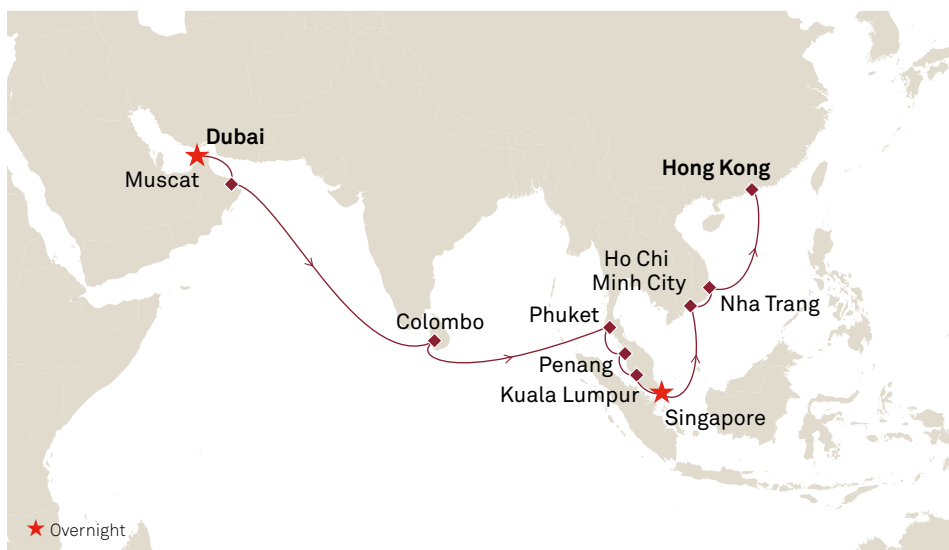 Dubai
Muscat
Hong Kong
Ho Chi
Minh City
Nha Trang
Colombo
Phuket
Penang
Kuala Lumpur
Singapore
Overnight